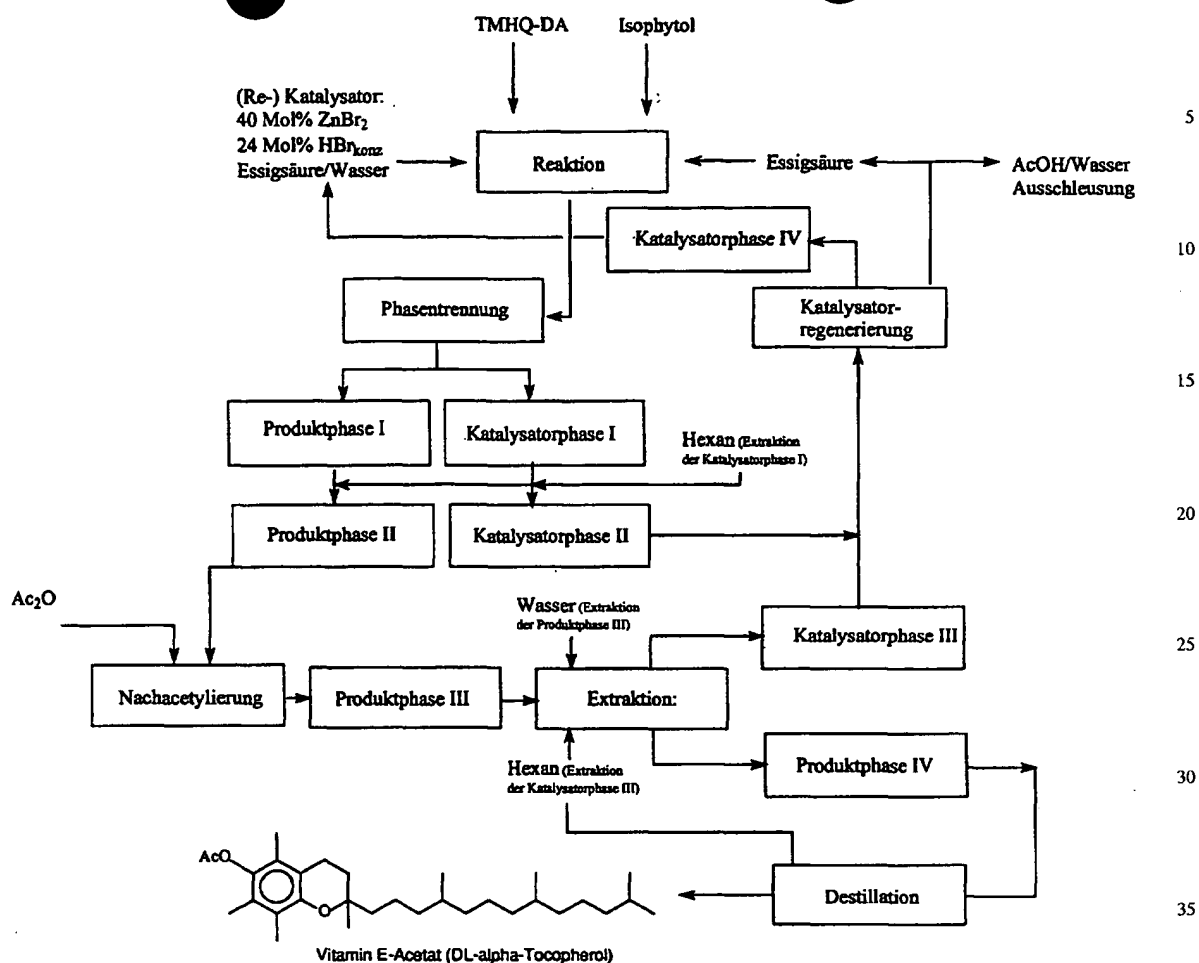 TMHQ-DA
Isophytol
(Re-) Katalysator:
40 Mol% ZnBr₂
24 Mol% HBrₖₒₙz
Essigsäure/Wasser
5
Reaktion
Essigsäure
AcOH/Wasser
Ausschleusung
Katalysatorphase IV
10
Phasentrennung
Katalysator-
regenerierung
15
Produktphase I
Katalysatorphase I
Hexan (Extraktion
der Katalysatorphase I)
20
Produktphase II
Katalysatorphase II
Ac₂O
Wasser (Extraktion
der Produktphase III)
Katalysatorphase III
25
Nachacetylierung
Produktphase III
Extraktion:
Hexan (Extraktion
der Katalysatorphase III)
Produktphase IV
30
AcO
O
Destillation
35
Vitamin E-Acetat (DL-alpha-Tocopherol)